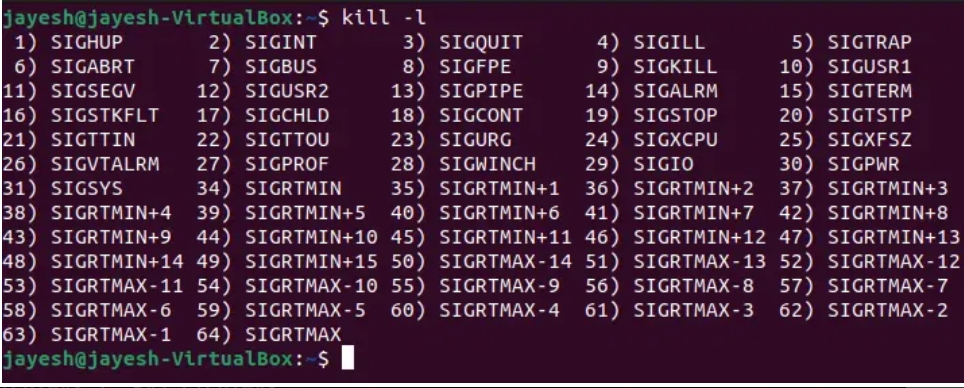 jayesh@jayesh-VirtualBox:~$ kill -l
 1) SIGHUP       2) SIGINT       3) SIGQUIT      4) SIGILL       5) SIGTRAP
 6) SIGABRT      7) SIGBUS       8) SIGFPE       9) SIGKILL     10) SIGUSR1
11) SIGSEGV     12) SIGUSR2     13) SIGPIPE     14) SIGALRM     15) SIGTERM
16) SIGSTKFLT   17) SIGCHLD     18) SIGCONT     19) SIGSTOP     20) SIGTSTP
21) SIGTTIN     22) SIGTTOU     23) SIGURG      24) SIGXCPU     25) SIGXFSZ
26) SIGVTALRM   27) SIGPROF     28) SIGWINCH    29) SIGIO       30) SIGPWR
31) SIGSYS      34) SIGRTMIN    35) SIGRTMIN+1  36) SIGRTMIN+2  37) SIGRTMIN+3
38) SIGRTMIN+4  39) SIGRTMIN+5  40) SIGRTMIN+6  41) SIGRTMIN+7  42) SIGRTMIN+8
43) SIGRTMIN+9  44) SIGRTMIN+10 45) SIGRTMIN+11 46) SIGRTMIN+12 47) SIGRTMIN+13
48) SIGRTMIN+14 49) SIGRTMIN+15 50) SIGRTMAX-14 51) SIGRTMAX-13 52) SIGRTMAX-12
53) SIGRTMAX-11 54) SIGRTMAX-10 55) SIGRTMAX-9  56) SIGRTMAX-8  57) SIGRTMAX-7
58) SIGRTMAX-6  59) SIGRTMAX-5  60) SIGRTMAX-4  61) SIGRTMAX-3  62) SIGRTMAX-2
63) SIGRTMAX-1  64) SIGRTMAX
jayesh@jayesh-VirtualBox:~$